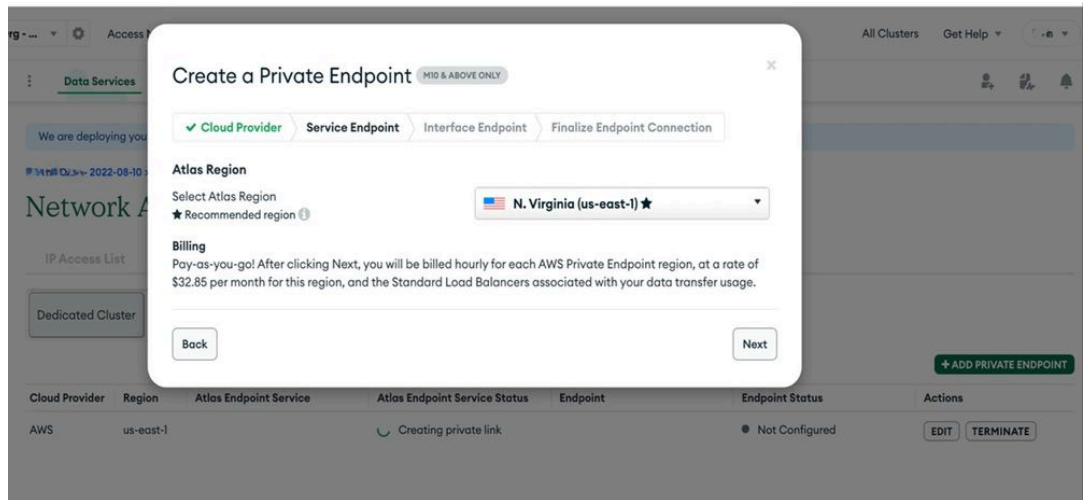 rg - ...
Access
All Clusters
Get Help
Data Services
We are deploying you
2022-08-10
Network A
IP Access List
Dedicated Cluster
Create a Private Endpoint M10 & ABOVE ONLY
Cloud Provider
Service Endpoint
Interface Endpoint
Finalize Endpoint Connection
Atlas Region
Select Atlas Region
N. Virginia (us-east-1)
Recommended region
Billing
Pay-as-you-go! After clicking Next, you will be billed hourly for each AWS Private Endpoint region, at a rate of
$32.85 per month for this region, and the Standard Load Balancers associated with your data transfer usage.
Back
Next
+ ADD PRIVATE ENDPOINT
Cloud Provider Region Atlas Endpoint Service Atlas Endpoint Service Status Endpoint Endpoint Status Actions
AWS us-east-1 Creating private link Not Configured EDIT TERMINATE